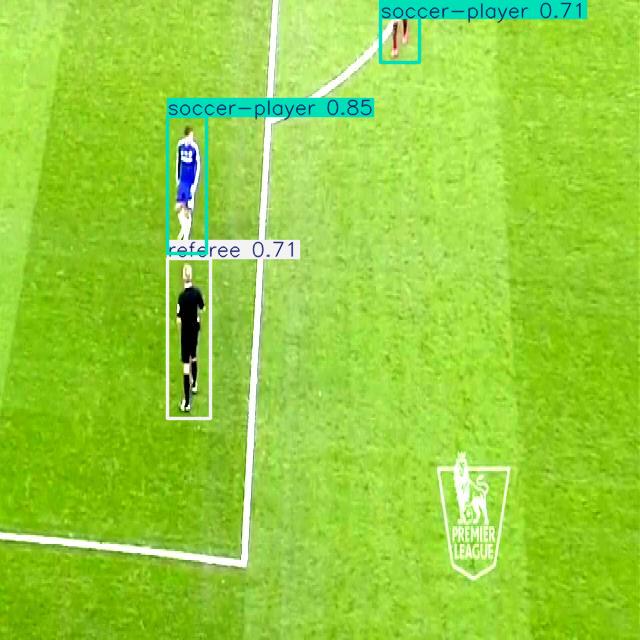 soccer-player 0.71
soccer-player 0.85
referee 0.71
PREMIER
LEAGUE